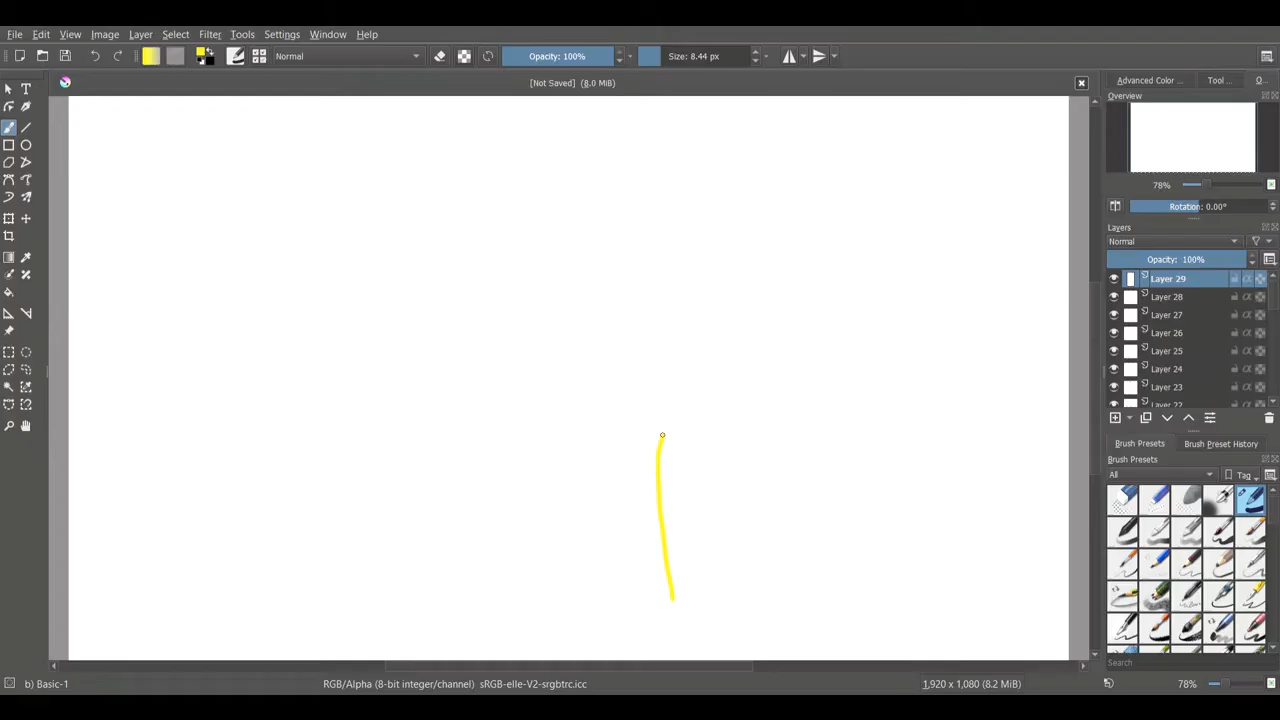 File Edit View Image Layer Select Filter Tools Settings Window Help
Normal Opacity: 100% Size: 8.44 px
[Not Saved] (8.0 MiB)
Advanced Color ... Tool ... O...
Overview
78%
Rotation: 0.00°
Layers
Normal
Opacity: 100%
Layer 29
Layer 28
Layer 27
Layer 26
Layer 25
Layer 24
Layer 23
Layer 22
Brush Presets Brush Preset History
Brush Presets
All Tag
Search
b) Basic-1 RGB/Alpha (8-bit integer/channel) sRGB-elle-V2-srgbtrc.icc 1,920 x 1,080 (8.2 MiB) 78%